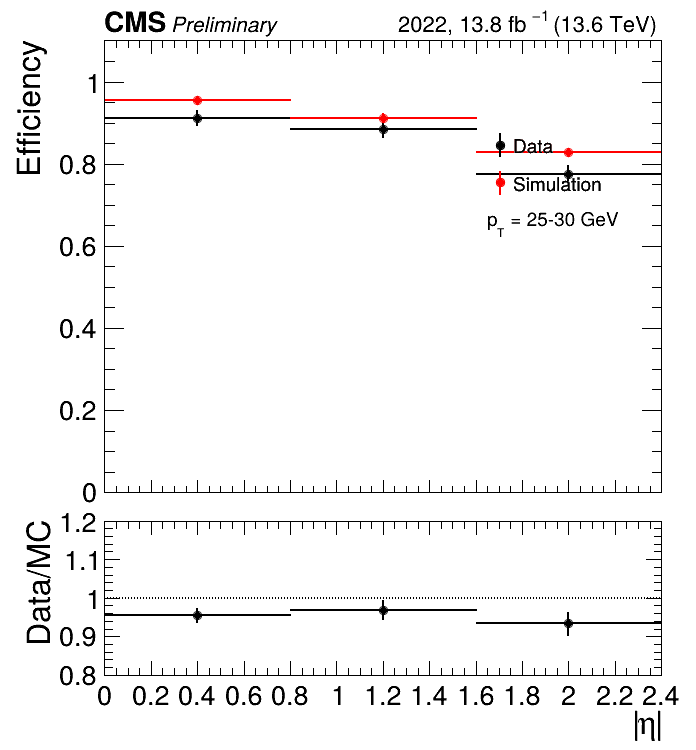 CMS Preliminary 2022, 13.8 fb⁻¹ (13.6 TeV)
Efficiency
1
0.8
0.6
0.4
0.2
0
Data
Simulation
p_T = 25-30 GeV
Data/MC
1.2
1.1
1
0.9
0.8
0 0.2 0.4 0.6 0.8 1 1.2 1.4 1.6 1.8 2 2.2 2.4
|η|